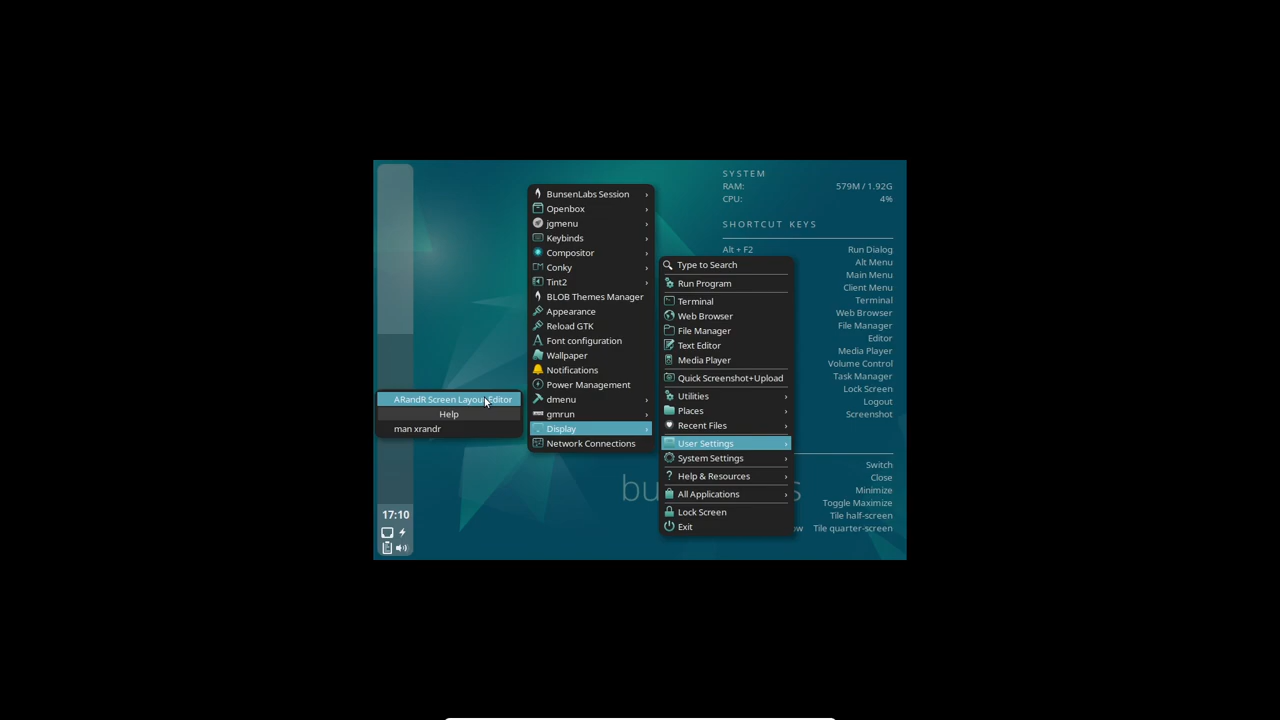 ARandR Screen Layout Editor
Help
man xrandr
17:10
BunsenLabs Session
Openbox
jgmenu
Keybinds
Compositor
Conky
Tint2
BLOB Themes Manager
Appearance
Reload GTK
Font configuration
Wallpaper
Notifications
Power Management
dmenu
gmrun
Display
Network Connections
Type to Search
Run Program
Terminal
Web Browser
File Manager
Text Editor
Media Player
Quick Screenshot+Upload
Utilities
Places
Recent Files
User Settings
System Settings
Help & Resources
All Applications
Lock Screen
Exit
SYSTEM
RAM: 579M / 1.92G
CPU: 4%
SHORTCUT KEYS
Alt + F2 Run Dialog
Alt Menu
Main Menu
Client Menu
Terminal
Web Browser
File Manager
Editor
Media Player
Volume Control
Task Manager
Lock Screen
Logout
Screenshot
Switch
Close
Minimize
Toggle Maximize
Tile half-screen
Tile quarter-screen